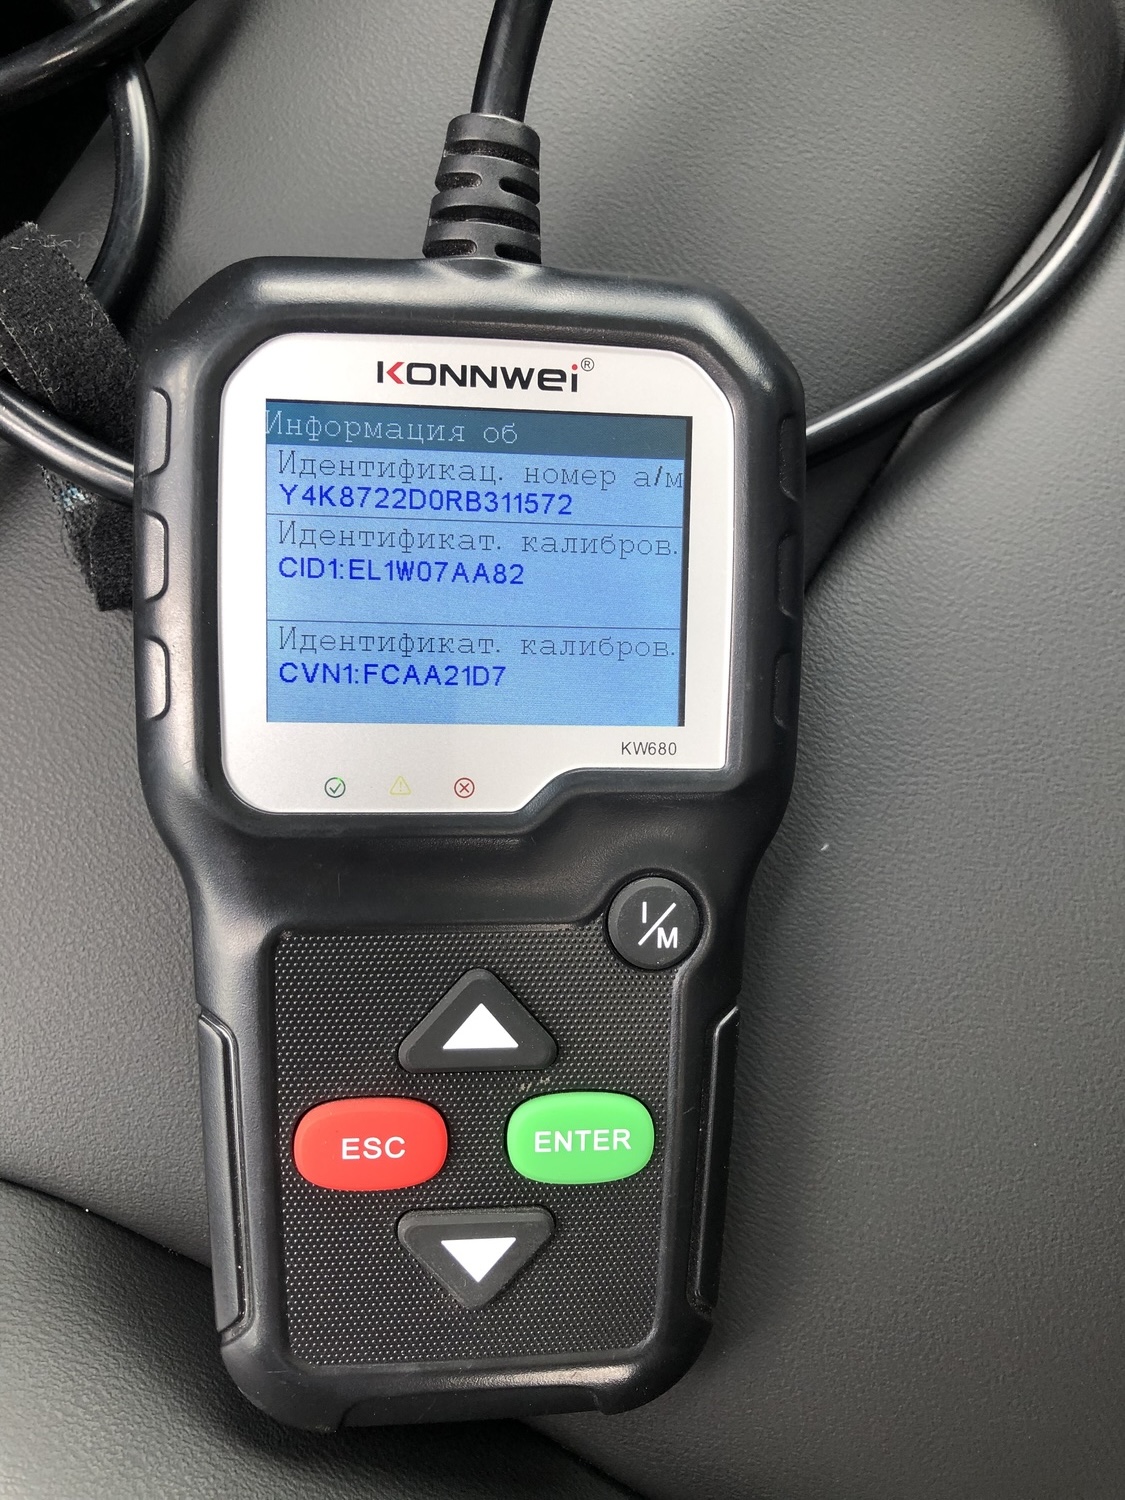 KONNWEI®
Информация об
Идентификац. номер а/м
Y4K8722D0RB311572
Идентификат. калибров.
CID1:EL1W07AA82
Идентификат. калибров.
CVN1:FCAA21D7
KW680
I/M
ESC
ENTER